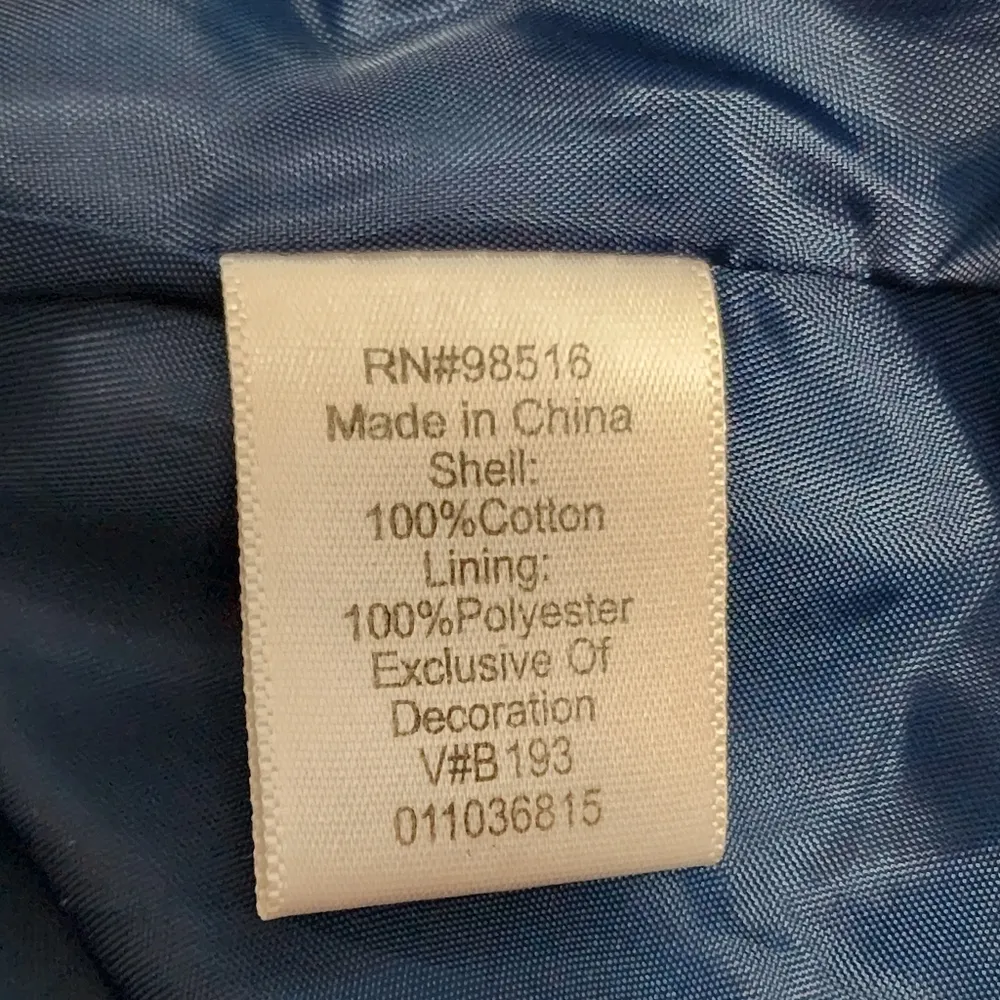 RN#98516
Made in China
Shell:
100%Cotton
Lining:
100%Polyester
Exclusive Of
Decoration
V#B193
011036815